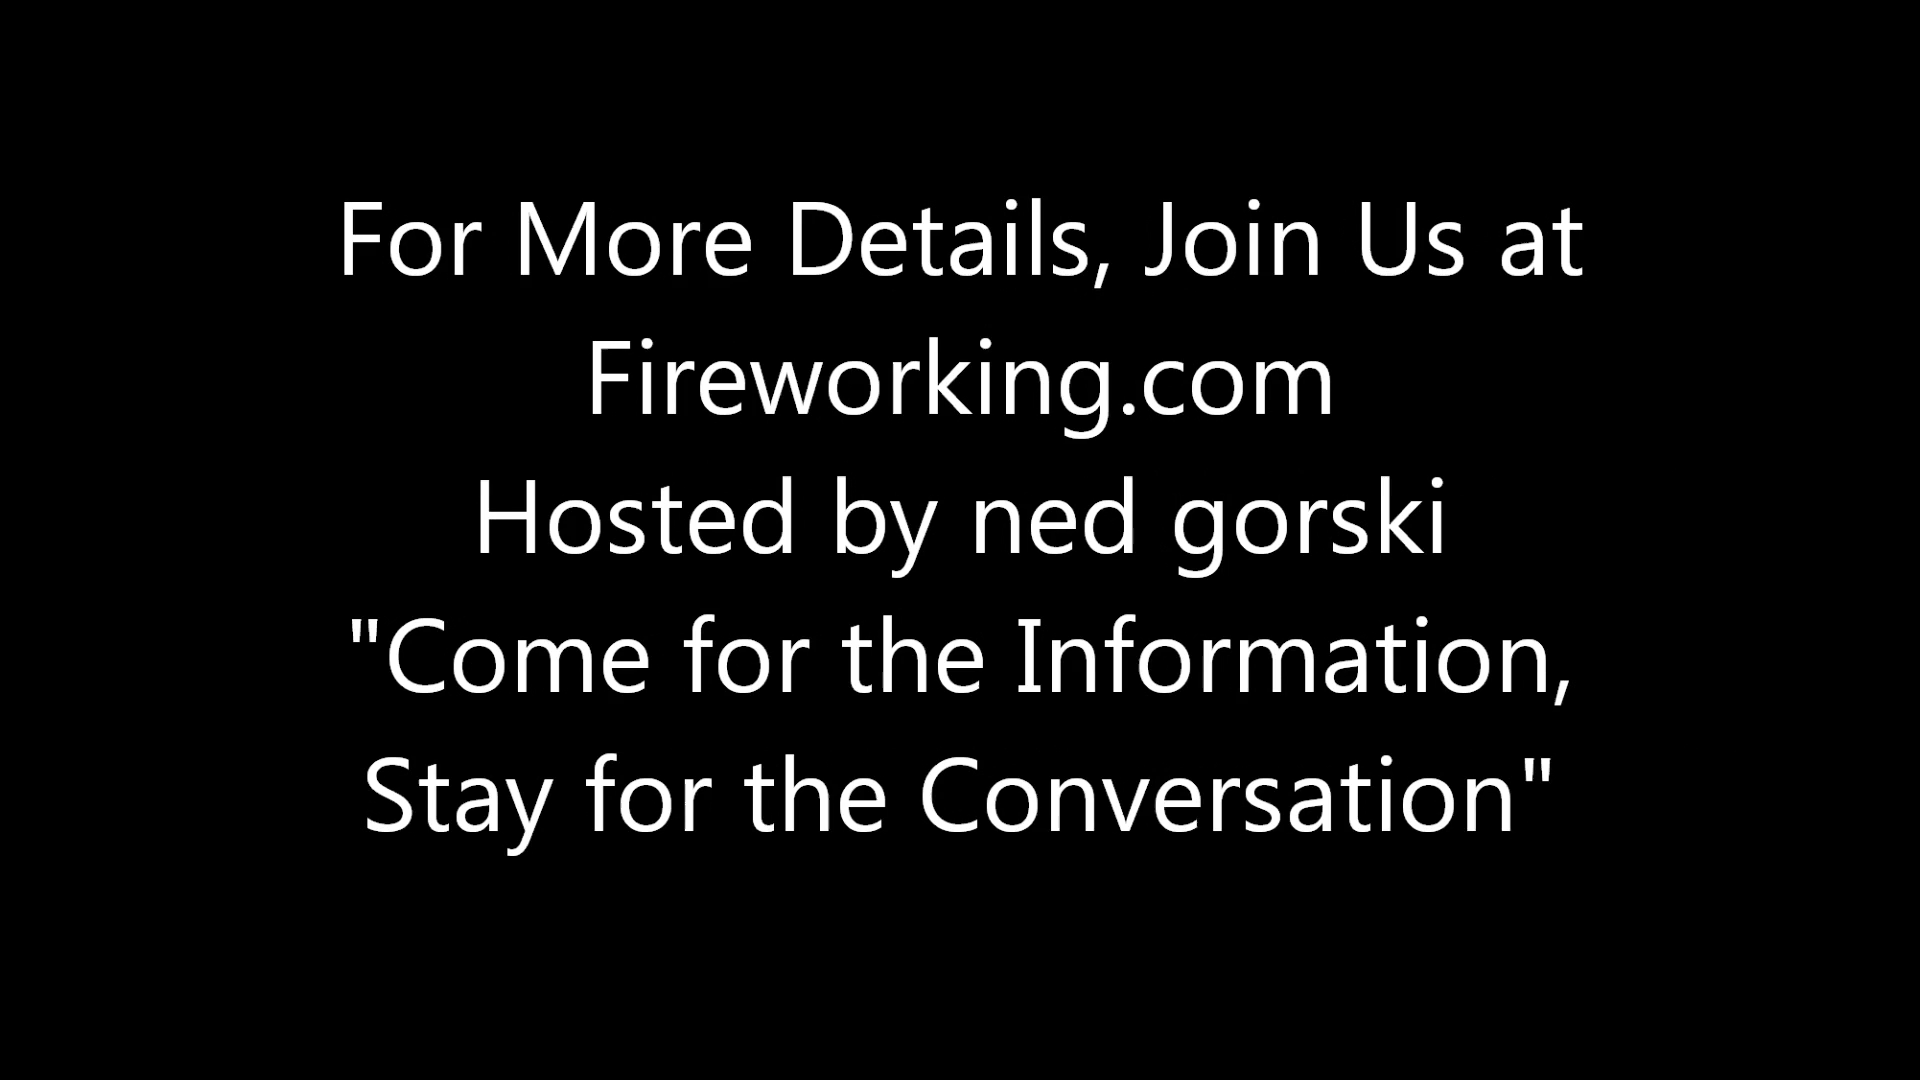 For More Details, Join Us at
Fireworking.com
Hosted by ned gorski
"Come for the Information,
Stay for the Conversation"